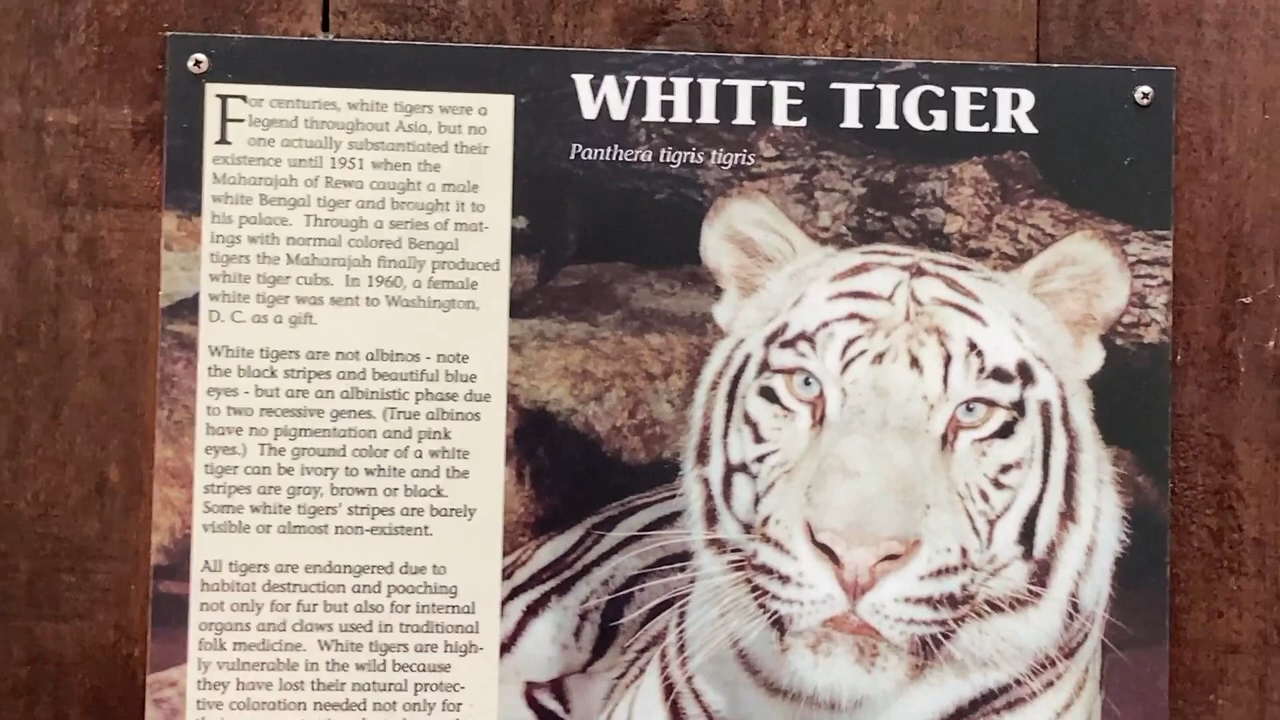 WHITE TIGER
Panthera tigris tigris
For centuries, white tigers were a
legend throughout Asia, but no
one actually substantiated their
existence until 1951 when the
Maharajah of Rewa caught a male
white Bengal tiger and brought it to
his palace. Through a series of mat-
ings with normal colored Bengal
tigers the Maharajah finally produced
white tiger cubs. In 1960, a female
white tiger was sent to Washington,
D. C. as a gift.
White tigers are not albinos - note
the black stripes and beautiful blue
eyes - but are an albinistic phase due
to two recessive genes. (True albinos
have no pigmentation and pink
eyes.) The ground color of a white
tiger can be ivory to white and the
stripes are gray, brown or black.
Some white tigers' stripes are barely
visible or almost non-existent.
All tigers are endangered due to
habitat destruction and poaching
not only for fur but also for internal
organs and claws used in traditional
folk medicine. White tigers are high-
ly vulnerable in the wild because
they have lost their natural protec-
tive coloration needed not only for